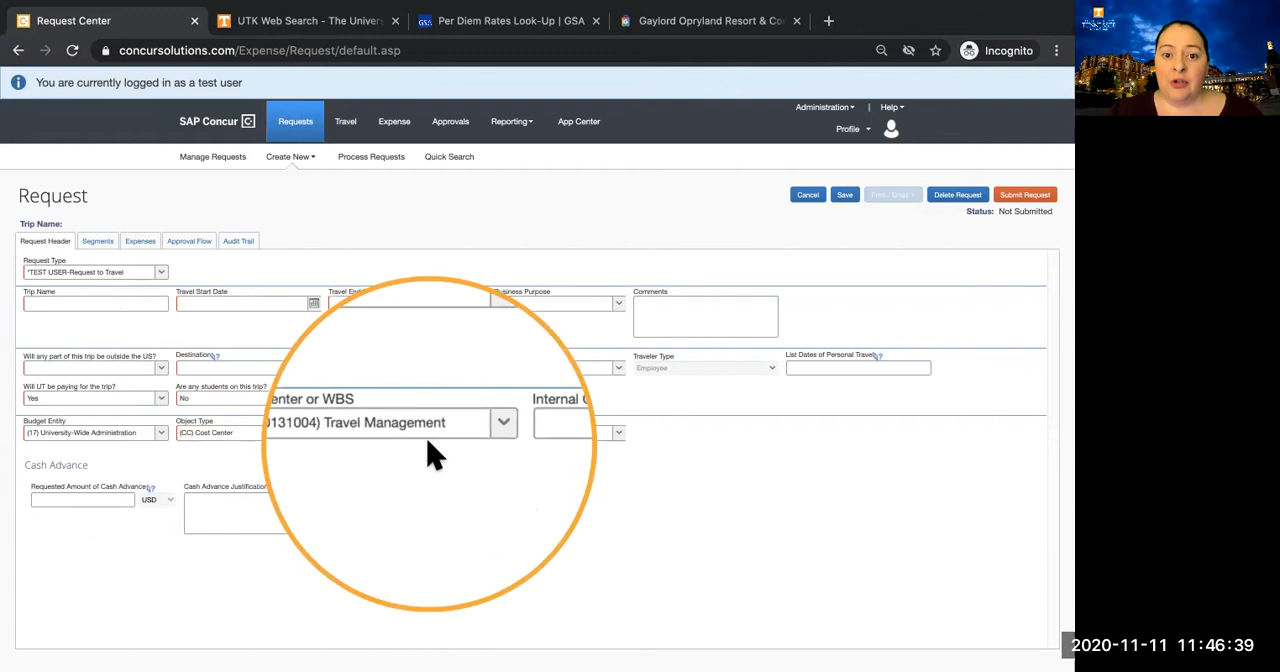 Request Center
UTK Web Search - The Univer
Per Diem Rates Look-Up | GSA
Gaylord Opryland Resort & Co
concursolutions.com/Expense/Request/default.asp
Incognito
You are currently logged in as a test user
Administration
Help
SAP Concur
Requests
Travel
Expense
Approvals
Reporting
App Center
Profile
Manage Requests
Create New
Process Requests
Quick Search
Request
Cancel
Save
Delete Request
Submit Request
Status: Not Submitted
Trip Name:
Request Header
Segments
Expenses
Approval Flow
Audit Trail
Request Type
*TEST USER-Request to Travel
Trip Name
Travel Start Date
Travel En
Business Purpose
Comments
Will any part of this trip be outside the US?
Destination
Traveler Type
Employee
List Dates of Personal Travel
Will UT be paying for the trip?
Yes
Are any students on this trip?
No
enter or WBS
Internal
0131004) Travel Management
Budget Entity
(17) University-Wide Administration
Object Type
(CC) Cost Center
Cash Advance
Requested Amount of Cash Advance
USD
Cash Advance Justification
2020-11-11 11:46:39